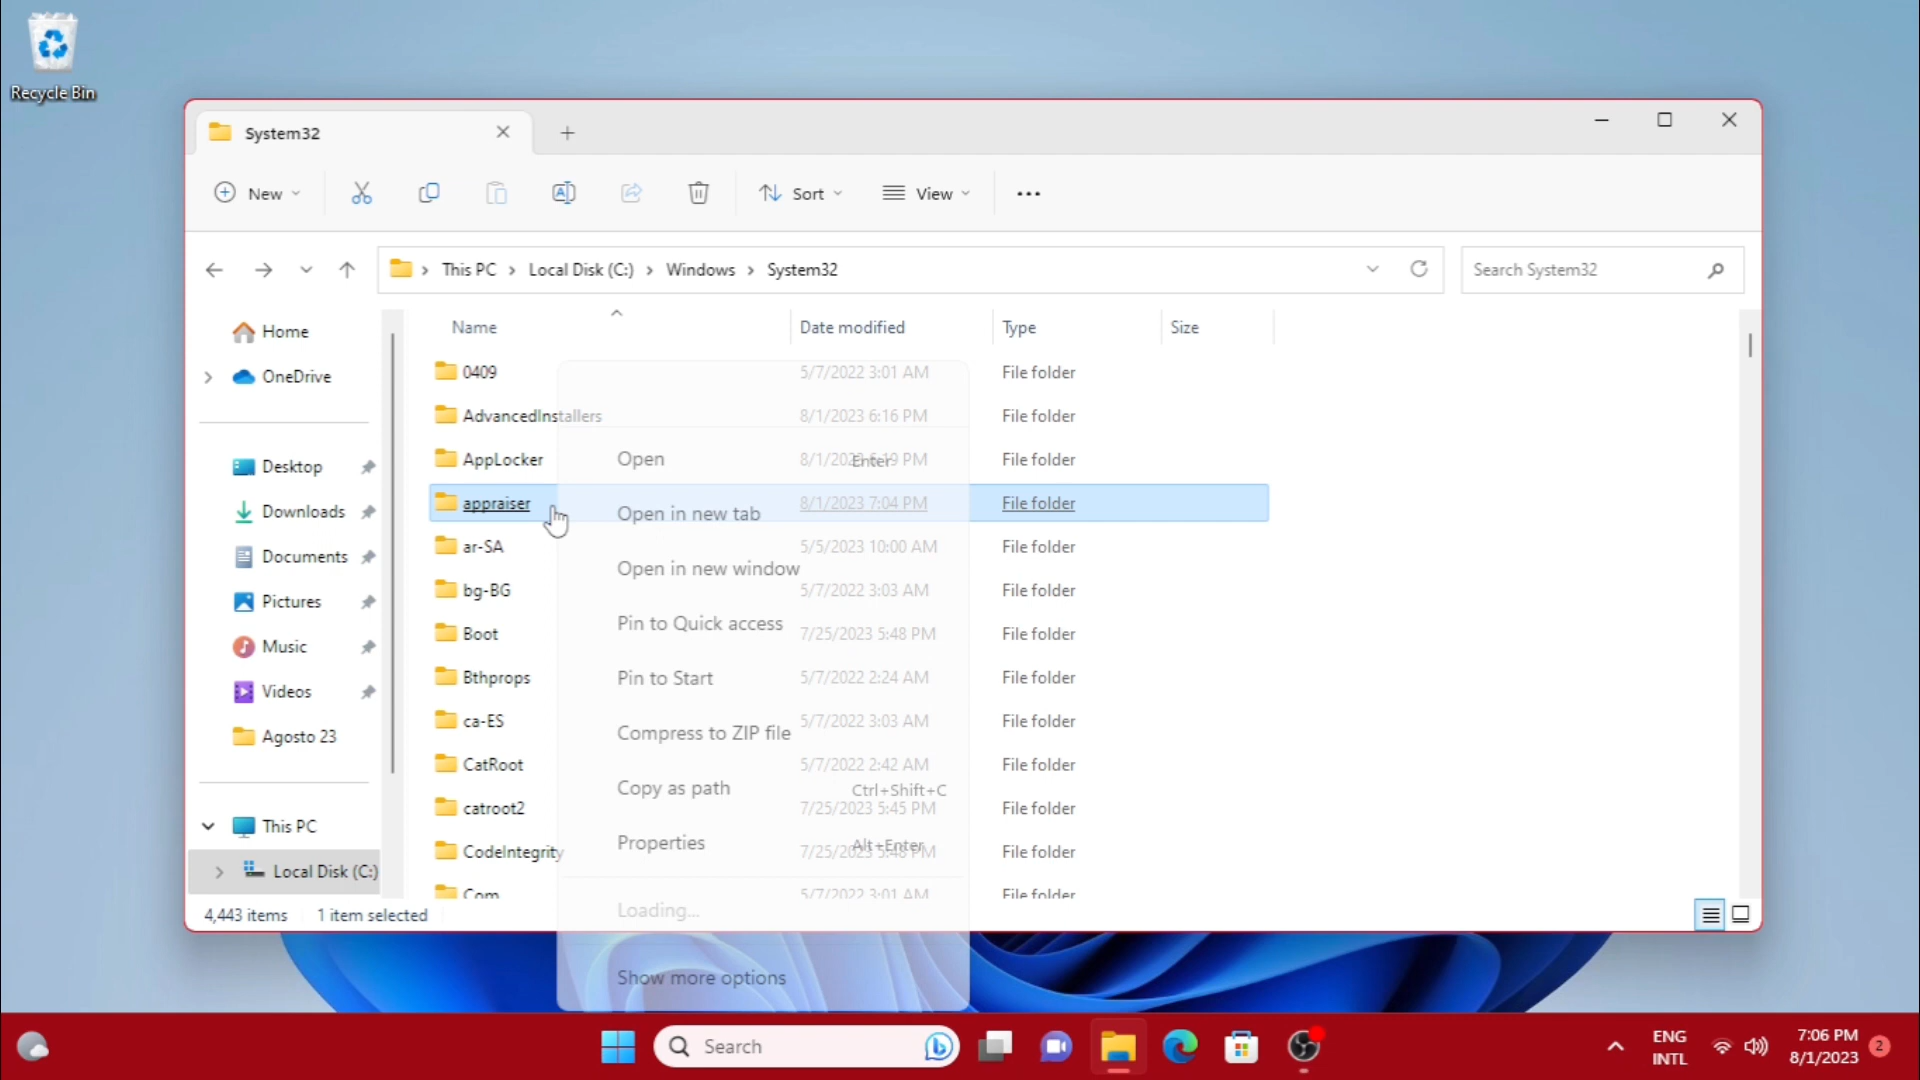 Recycle Bin
System32
New
Sort
View
This PC
Local Disk (C:)
Windows
System32
Search System32
Home
OneDrive
Desktop
Downloads
Documents
Pictures
Music
Videos
Agosto 23
This PC
Local Disk (C:)
Name Date modified Type Size
0409 5/7/2022 3:01 AM File folder
AdvancedInstallers 8/1/2023 6:16 PM File folder
AppLocker 8/1/2023 6:19 PM File folder
appraiser 8/1/2023 7:04 PM File folder
ar-SA 5/5/2023 10:00 AM File folder
bg-BG 5/7/2022 3:03 AM File folder
Boot 7/25/2023 5:48 PM File folder
Bthprops 5/7/2022 2:24 AM File folder
ca-ES 5/7/2022 3:03 AM File folder
CatRoot 5/7/2022 2:42 AM File folder
catroot2 7/25/2023 5:45 PM File folder
CodeIntegrity 7/25/2023 5:48 PM File folder
Com 5/7/2022 3:01 AM File folder
Open Enter
Open in new tab
Open in new window
Pin to Quick access
Pin to Start
Compress to ZIP file
Copy as path Ctrl+Shift+C
Properties Alt+Enter
Loading...
Show more options
4,443 items 1 item selected
Search
ENG
INTL
7:06 PM
8/1/2023
2